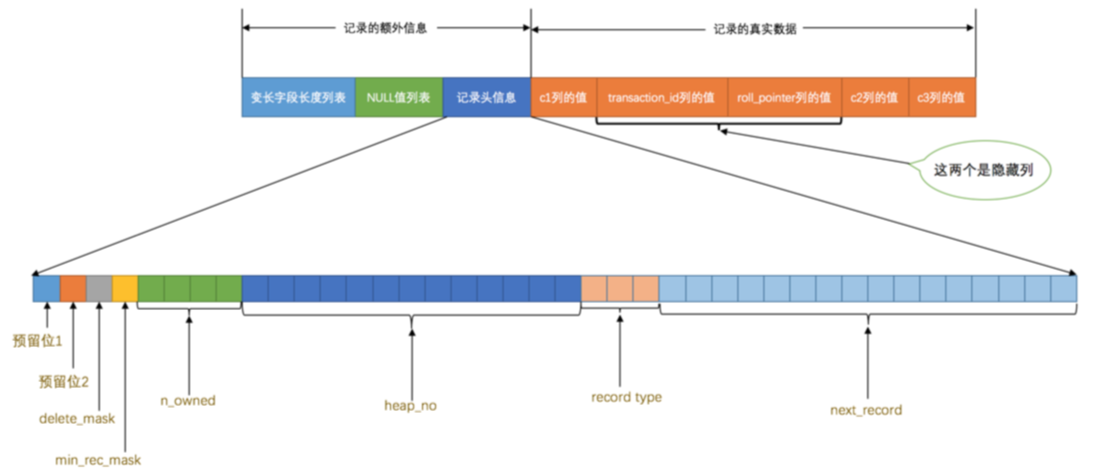 记录的额外信息
记录的真实数据
变长字段长度列表
NULL值列表
记录头信息
c1列的值
transaction_id列的值
roll_pointer列的值
c2列的值
c3列的值
这两个是隐藏列
预留位1
预留位2
delete_mask
min_rec_mask
n_owned
heap_no
record type
next_record